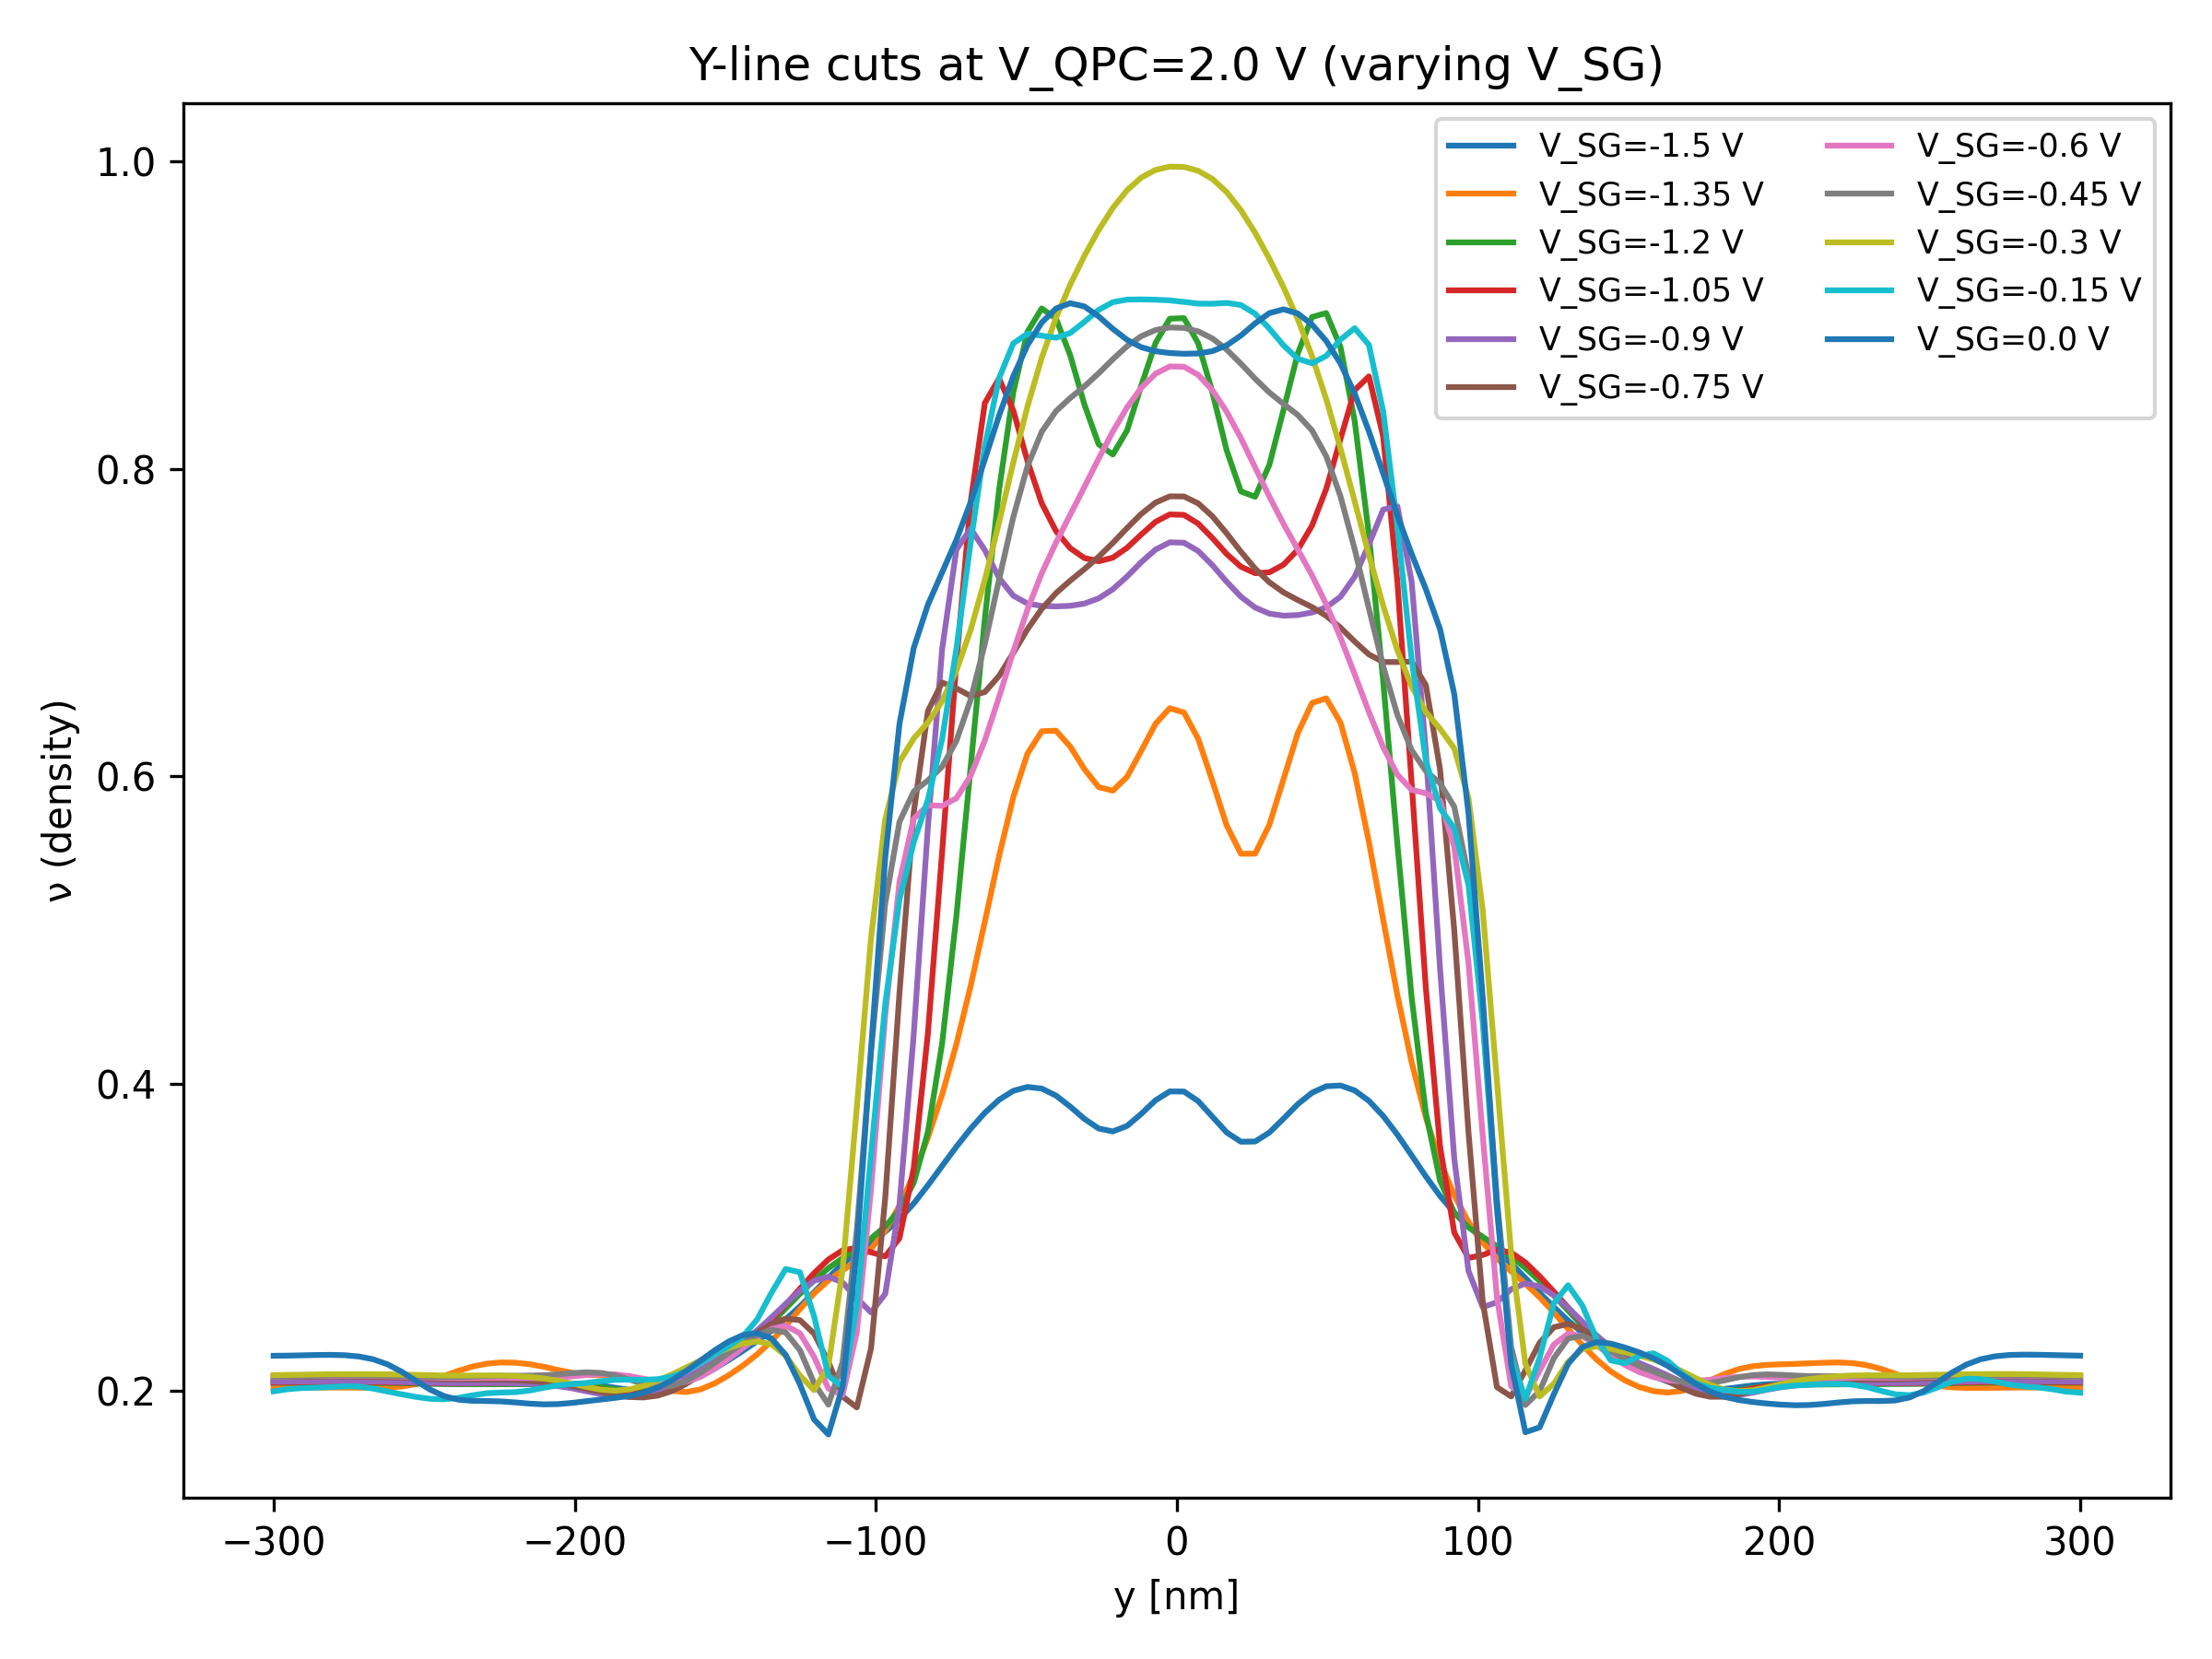 Y-line cuts at V_QPC=2.0 V (varying V_SG)
V_SG=-1.5 V
V_SG=-1.35 V
V_SG=-1.2 V
V_SG=-1.05 V
V_SG=-0.9 V
V_SG=-0.75 V
V_SG=-0.6 V
V_SG=-0.45 V
V_SG=-0.3 V
V_SG=-0.15 V
V_SG=0.0 V
1.0
0.8
0.6
0.4
0.2
ν (density)
−300
−200
−100
0
100
200
300
y [nm]